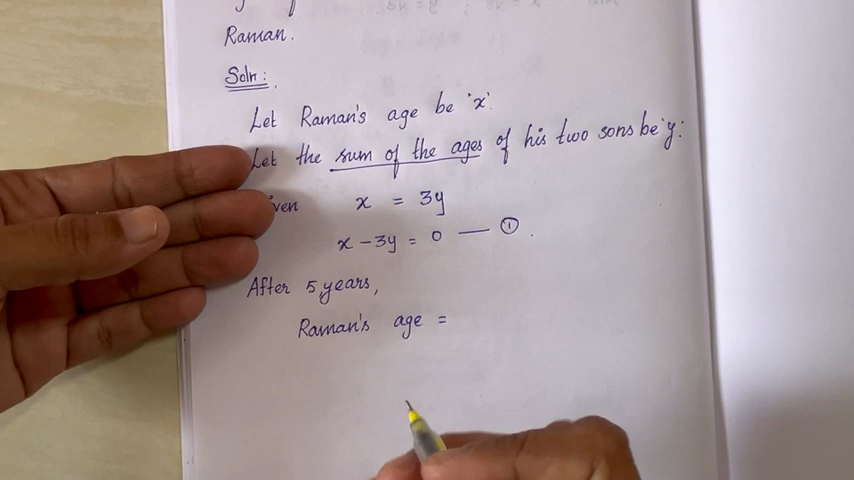 Raman.
Soln:
Let Raman's age be 'x'.
Let the sum of the ages of his two sons be 'y'.
x = 3y
x - 3y = 0 — ①.
After 5 years,
Raman's age =